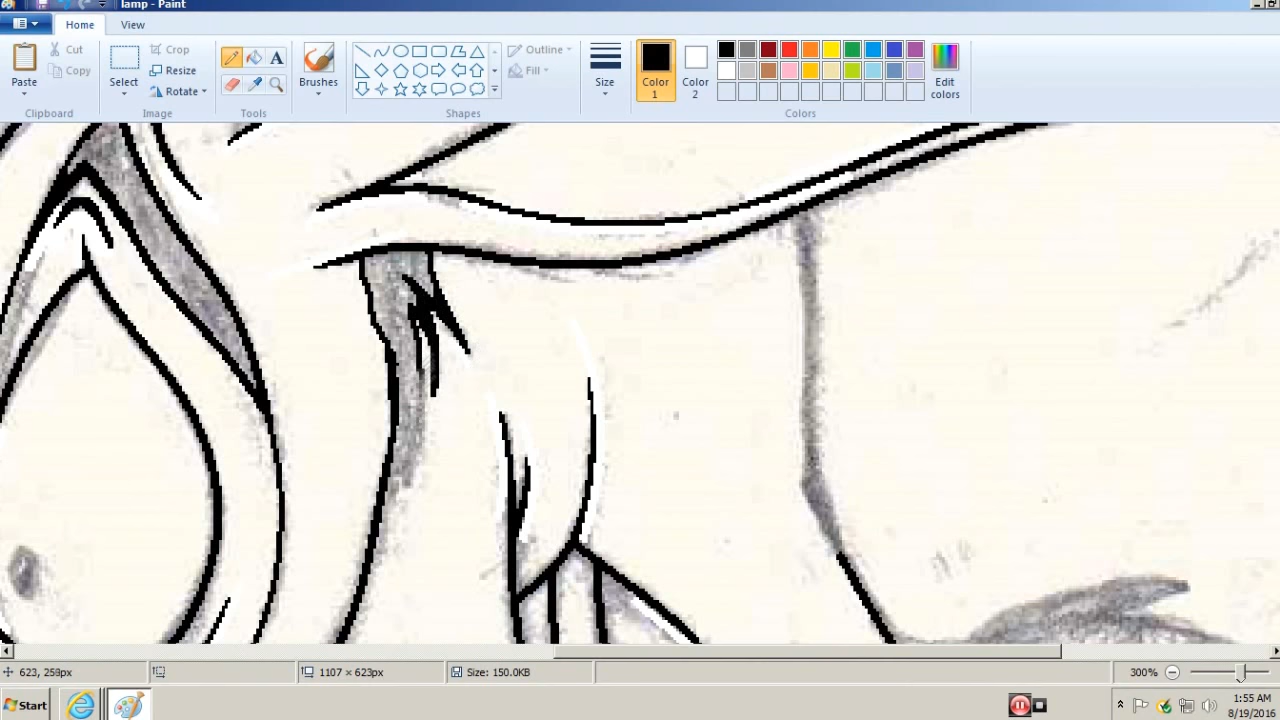 lamp - Paint
Home View
Paste
Cut
Copy
Clipboard
Select
Crop
Resize
Rotate
Image
A
Tools
Brushes
Outline
Fill
Shapes
Size
Color 1
Color 2
Edit colors
Colors
623, 258px
1107 × 623px
Size: 150.0KB
300%
Start
1:55 AM
8/19/2016